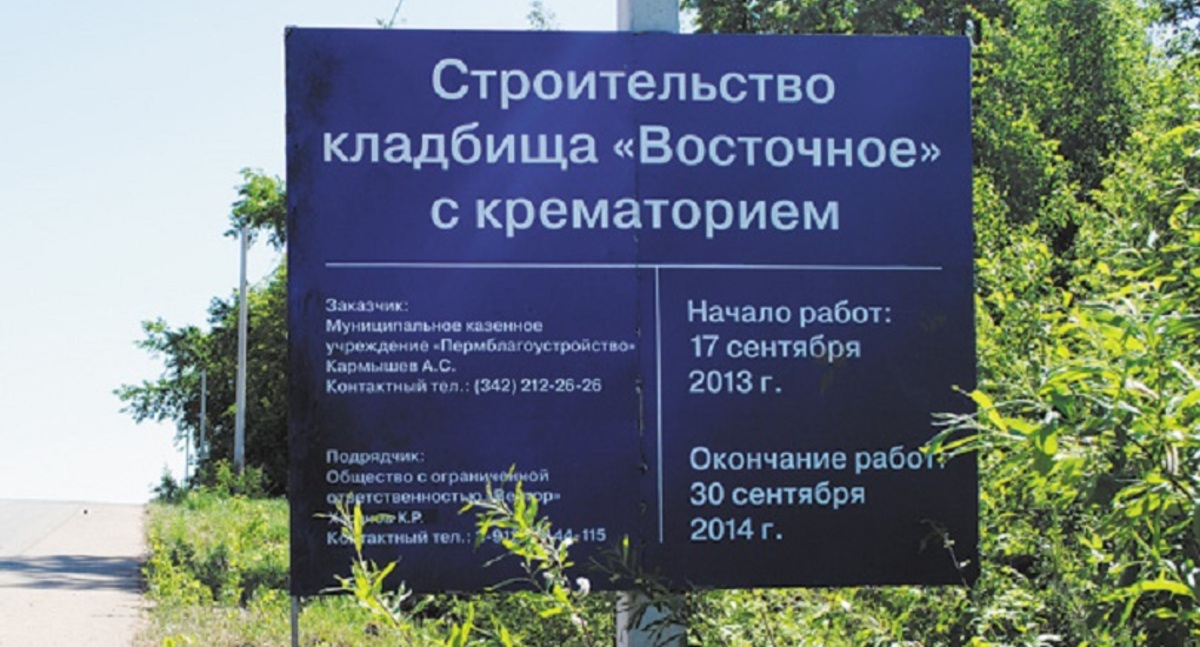 Строительство
кладбища «Восточное»
с крематорием
Заказчик:
Муниципальное казенное
учреждение «Пермблагоустройство»
Кармышев А.С.
Контактный тел.: (342) 212-26-26
Подрядчик:
Общество с ограниченной
ответственностью
К.Р.
Контактный тел.:
Начало работ:
17 сентября
2013 г.
Окончание работ:
30 сентября
2014 г.